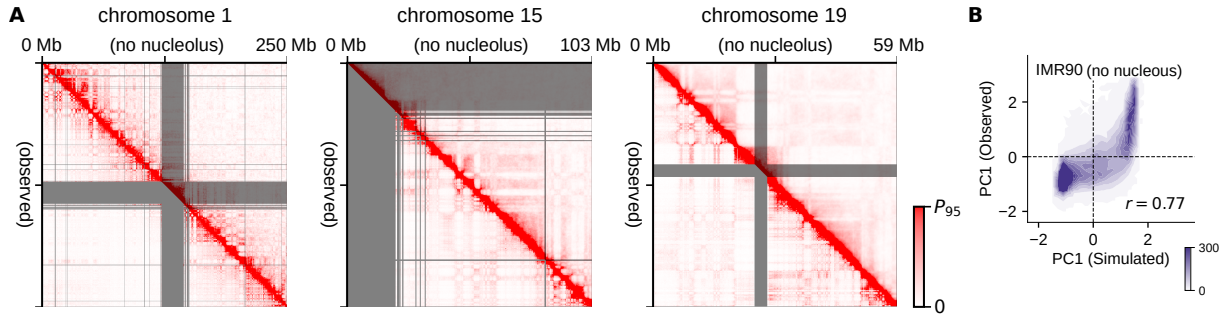 A
chromosome 1
0 Mb (no nucleolus) 250 Mb
(observed)
chromosome 15
0 Mb (no nucleolus) 103 Mb
(observed)
chromosome 19
0 Mb (no nucleolus) 59 Mb
(observed)
P95
0
B
IMR90 (no nucleous)
PC1 (Observed)
2
0
−2
r = 0.77
−2 0 2
PC1 (Simulated)
300
0